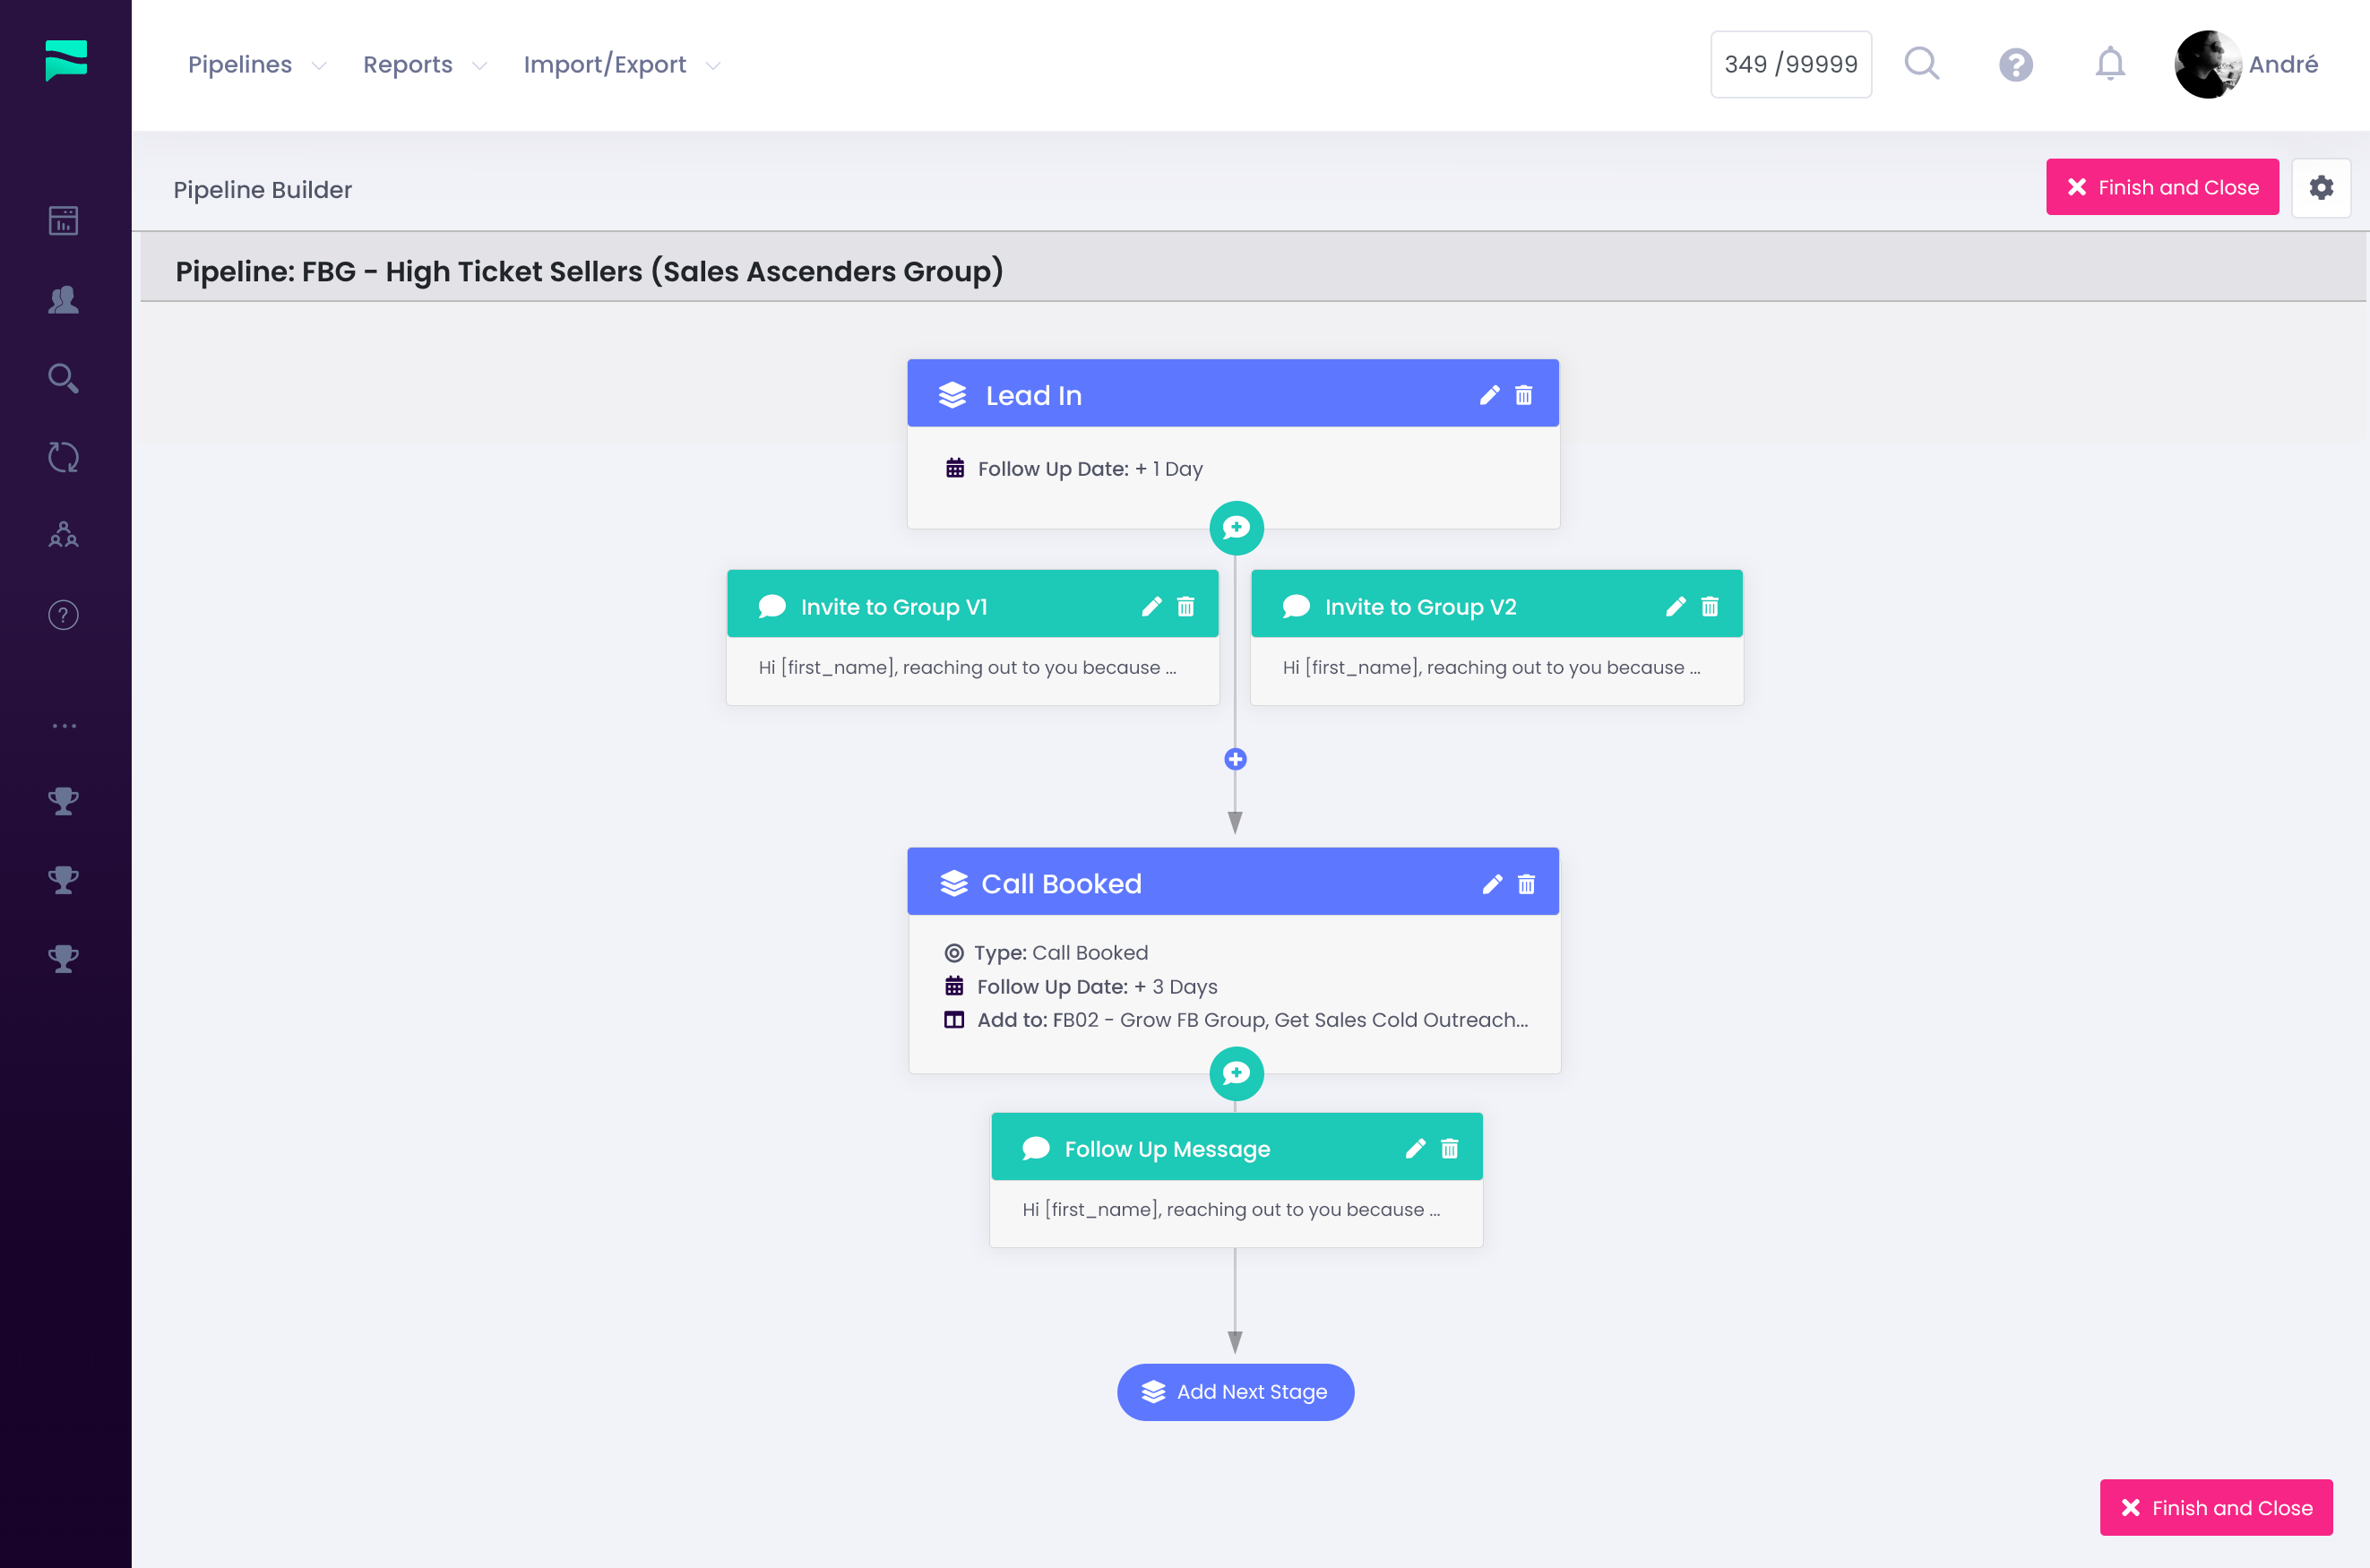 Pipelines
Reports
Import/Export
349 /99999
?
André
Pipeline Builder
Finish and Close
Pipeline: FBG - High Ticket Sellers (Sales Ascenders Group)
Lead In
Follow Up Date: + 1 Day
Invite to Group V1
Hi [first_name], reaching out to you because ...
Invite to Group V2
Hi [first_name], reaching out to you because ...
?
...
Call Booked
Type: Call Booked
Follow Up Date: + 3 Days
Add to: FB02 - Grow FB Group, Get Sales Cold Outreach...
Follow Up Message
Hi [first_name], reaching out to you because ...
Add Next Stage
Finish and Close